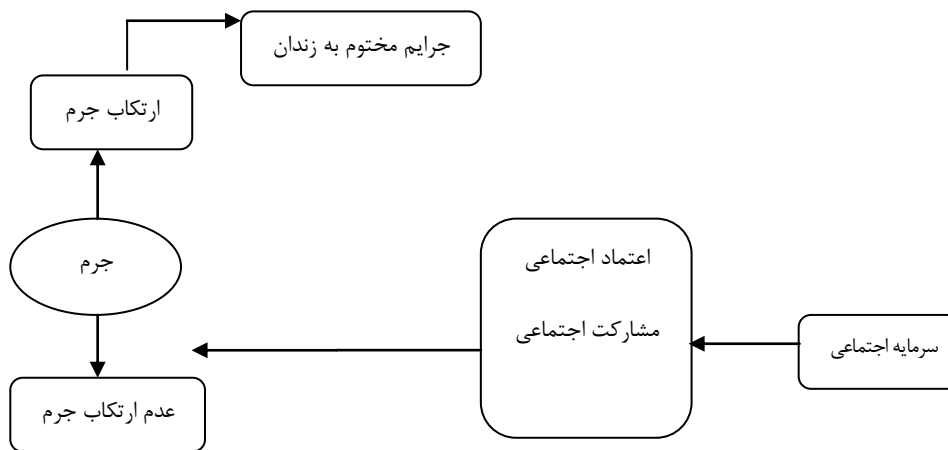 جرایم مختوم به زندان
ارتکاب جرم
جرم
اعتماد اجتماعی
مشارکت اجتماعی
سرمایه اجتماعی
عدم ارتکاب جرم